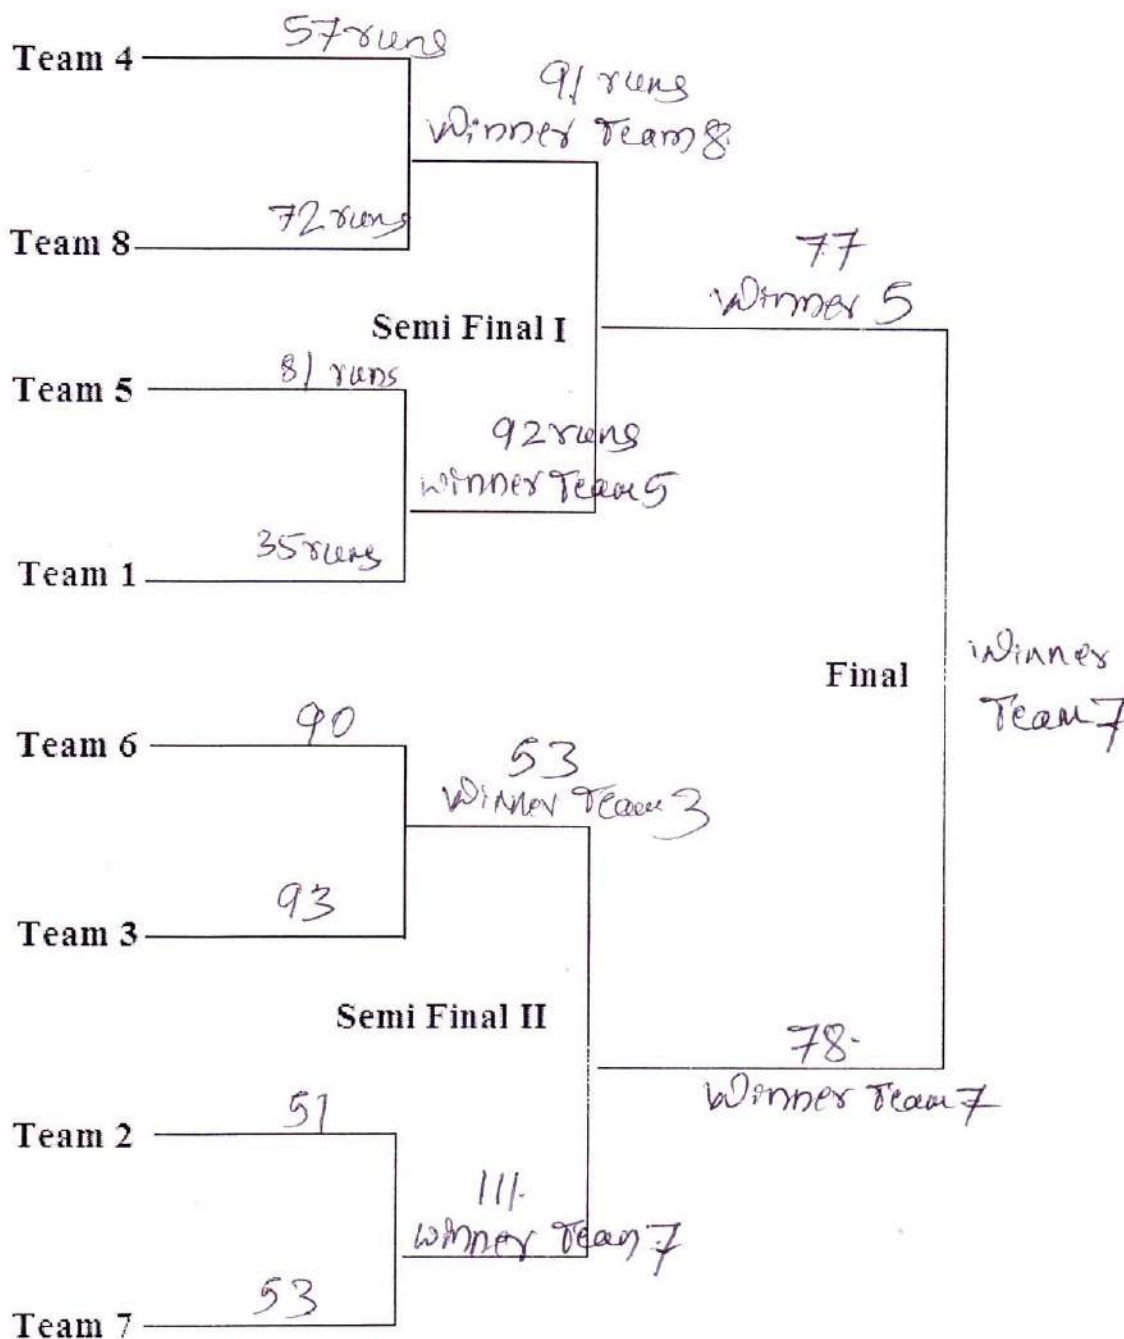 57 runs
Team 4
91 runs
Winner Team 8
72 runs
Team 8
77
Winner 5
Semi Final I
81 runs
Team 5
92 runs
Winner Team 5
35 runs
Team 1
Winner
Team 7
Final
90
Team 6
53
Winner Team 3
93
Team 3
Semi Final II
78
Winner Team 7
51
Team 2
111
Winner Team 7
53
Team 7